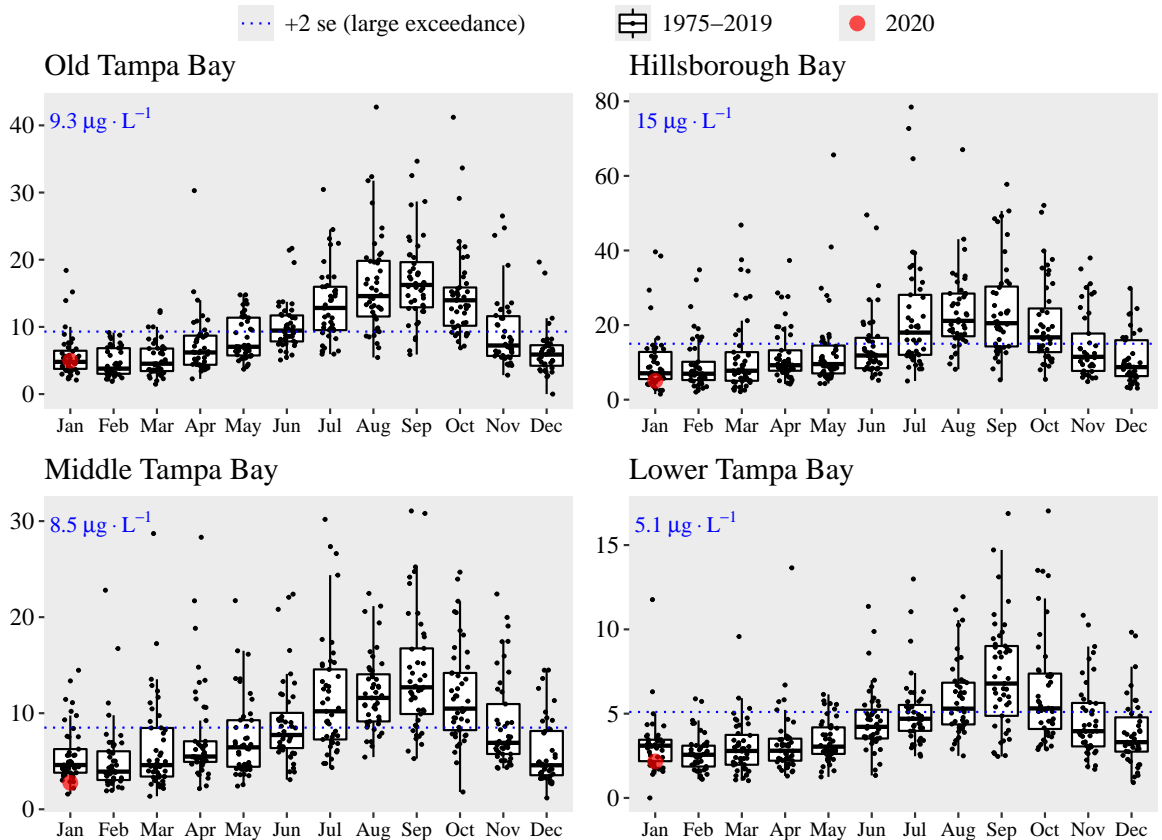 +2 se (large exceedance) 1975–2019 2020
Old Tampa Bay
9.3 µg · L⁻¹
40
30
20
10
0
Jan Feb Mar Apr May Jun Jul Aug Sep Oct Nov Dec
Hillsborough Bay
15 µg · L⁻¹
80
60
40
20
0
Jan Feb Mar Apr May Jun Jul Aug Sep Oct Nov Dec
Middle Tampa Bay
8.5 µg · L⁻¹
30
20
10
0
Jan Feb Mar Apr May Jun Jul Aug Sep Oct Nov Dec
Lower Tampa Bay
5.1 µg · L⁻¹
15
10
5
0
Jan Feb Mar Apr May Jun Jul Aug Sep Oct Nov Dec